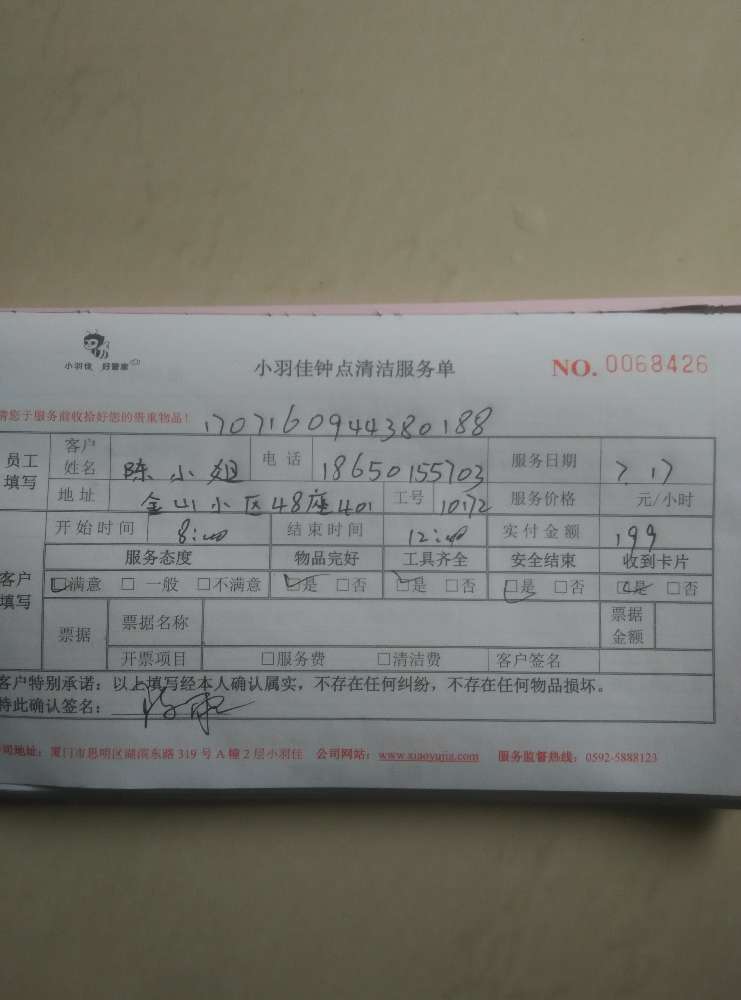 小羽佳 好管家
小羽佳钟点清洁服务单
NO. 0068426
请您于服务前收拾好您的贵重物品！ 1707160944380188
员工填写 客户姓名 陈小姐 电话 18650155703 服务日期 7.17
地址 金山小区48座401 工号 10172 服务价格 元/小时
客户填写 开始时间 8:00 结束时间 12:00 实付金额 199
服务态度 物品完好 工具齐全 安全结束 收到卡片
☑满意 □一般 □不满意 ☑是 □否 ☑是 □否 ☑是 □否 ☑是 □否
票据 票据名称 票据金额
开票项目 □服务费 □清洁费 客户签名
客户特别承诺：以上填写经本人确认属实，不存在任何纠纷，不存在任何物品损坏。
特此确认签名：
公司地址：厦门市思明区湖滨东路 319 号 A 幢 2 层小羽佳 公司网站：www.xiaoyujia.com 服务监督热线：0592-5888123